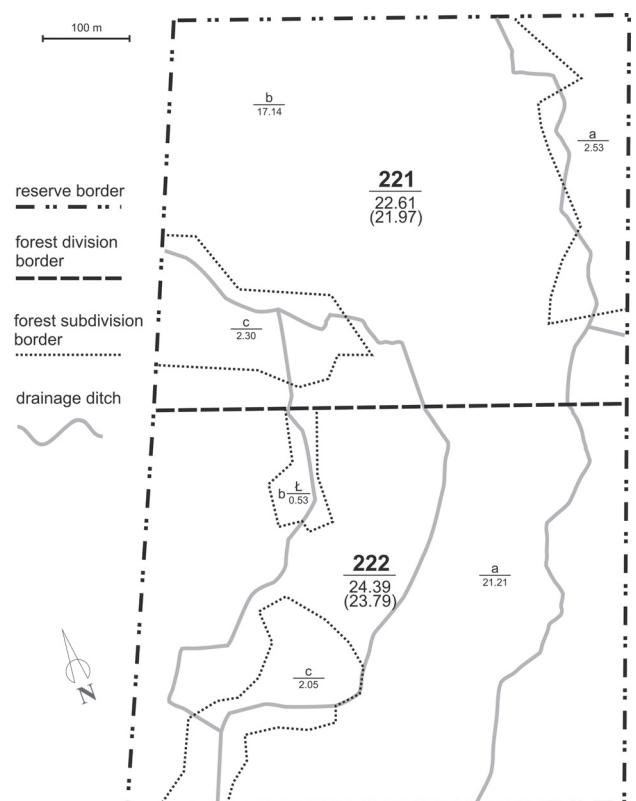 100 m
b
17.14
a
2.53
221
22.61
(21.97)
reserve border
forest division
border
c
2.30
forest subdivision
border
drainage ditch
b Ł
0.53
222
24.39
(23.79)
a
21.21
c
2.05
N